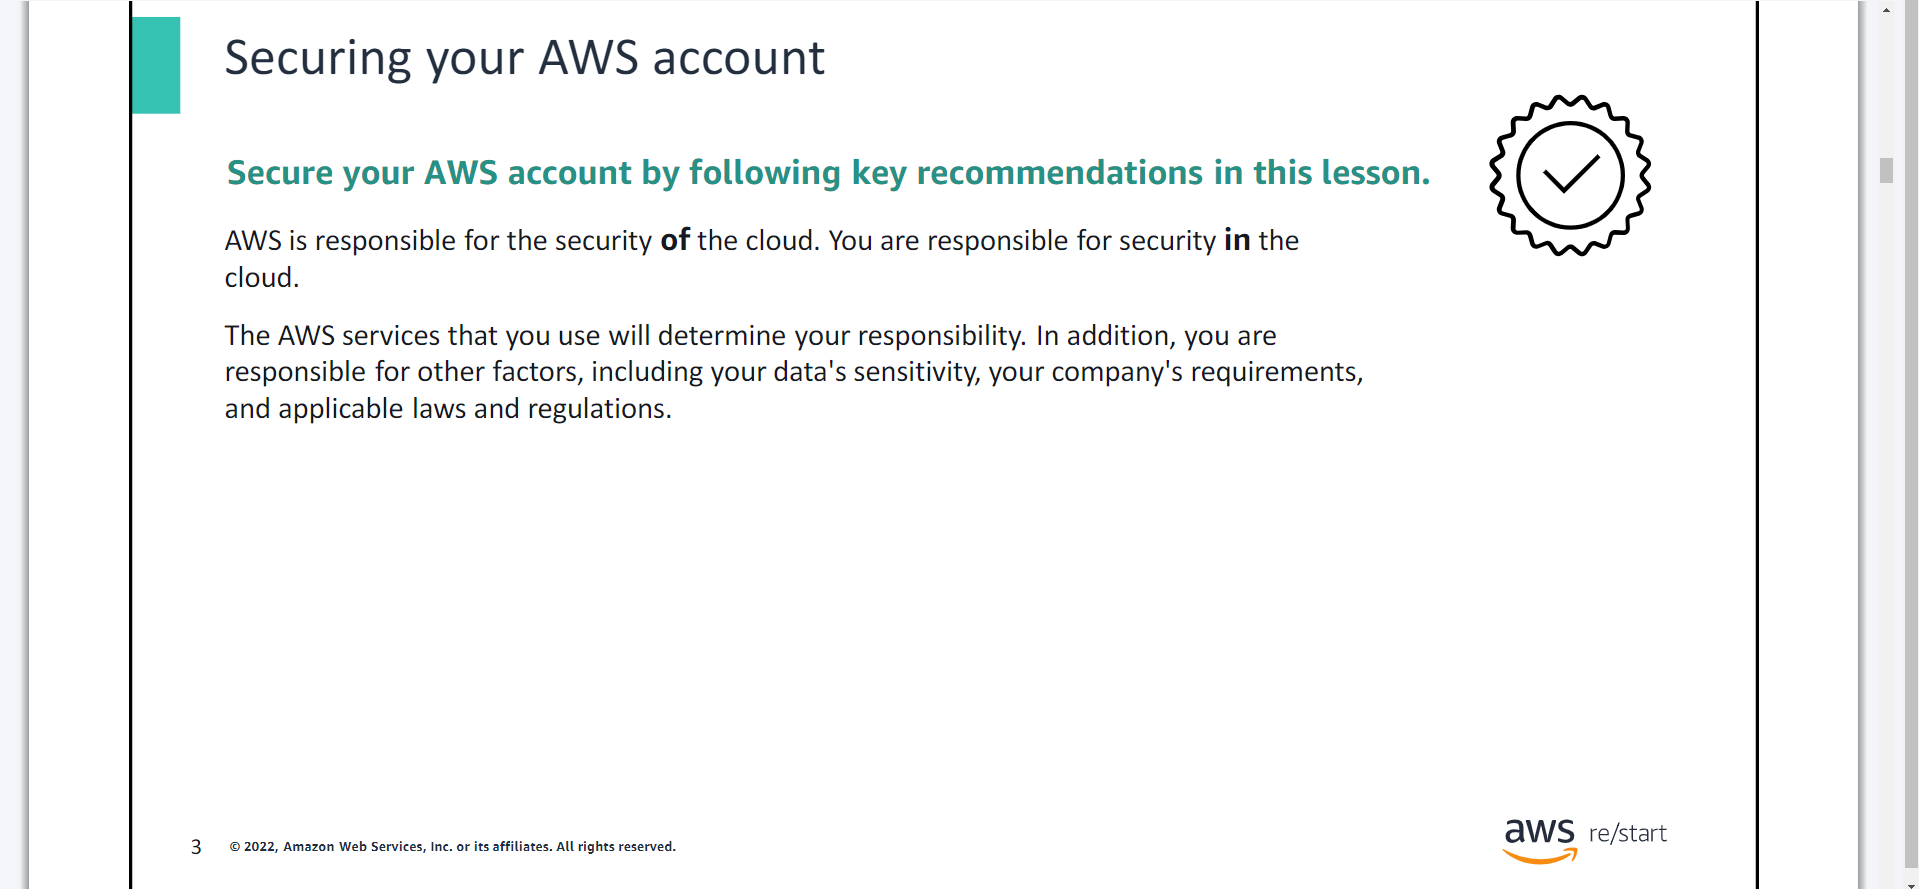 Securing your AWS account
Secure your AWS account by following key recommendations in this lesson.
AWS is responsible for the security of the cloud. You are responsible for security in the
cloud.
The AWS services that you use will determine your responsibility. In addition, you are
responsible for other factors, including your data's sensitivity, your company's requirements,
and applicable laws and regulations.
3 © 2022, Amazon Web Services, Inc. or its affiliates. All rights reserved.
aws re/start